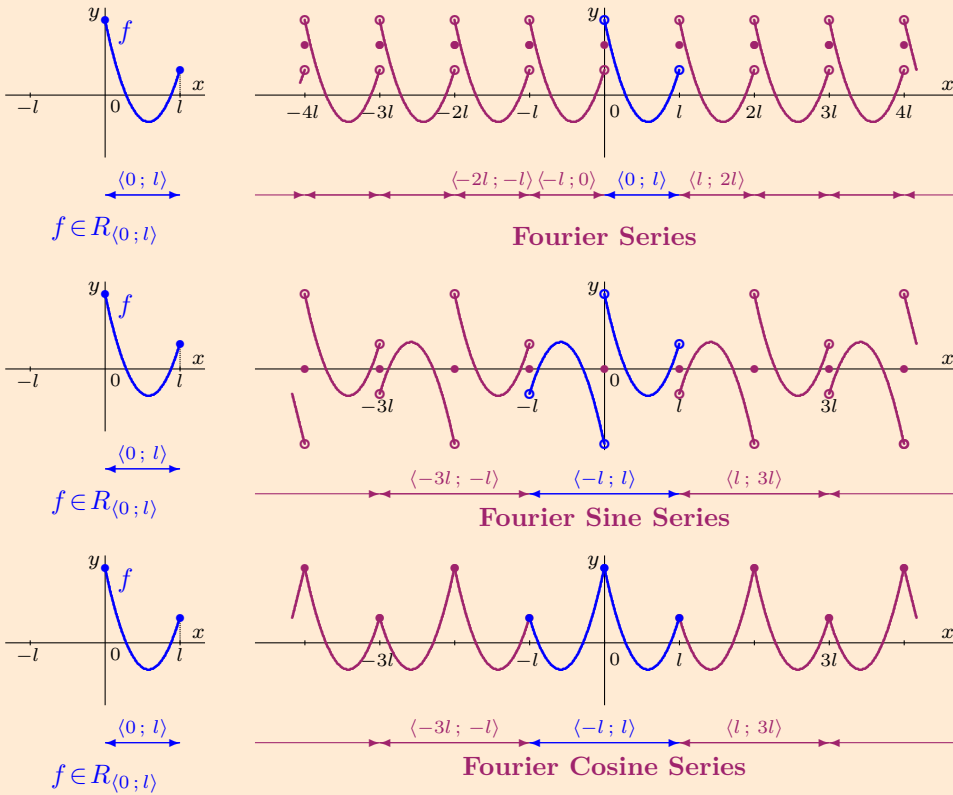 y f y
x x
−l 0 l −4l −3l −2l −l 0 l 2l 3l 4l
⟨0 ; l⟩ ⟨−2l ; −l⟩ ⟨−l ; 0⟩ ⟨0 ; l⟩ ⟨l ; 2l⟩
f ∈ R⟨0 ; l⟩ Fourier Series
y f y
x x
−l 0 l −3l −l 0 l 3l
⟨0 ; l⟩ ⟨−3l ; −l⟩ ⟨−l ; l⟩ ⟨l ; 3l⟩
f ∈ R⟨0 ; l⟩ Fourier Sine Series
y f y
x x
−l 0 l −3l −l 0 l 3l
⟨0 ; l⟩ ⟨−3l ; −l⟩ ⟨−l ; l⟩ ⟨l ; 3l⟩
f ∈ R⟨0 ; l⟩ Fourier Cosine Series